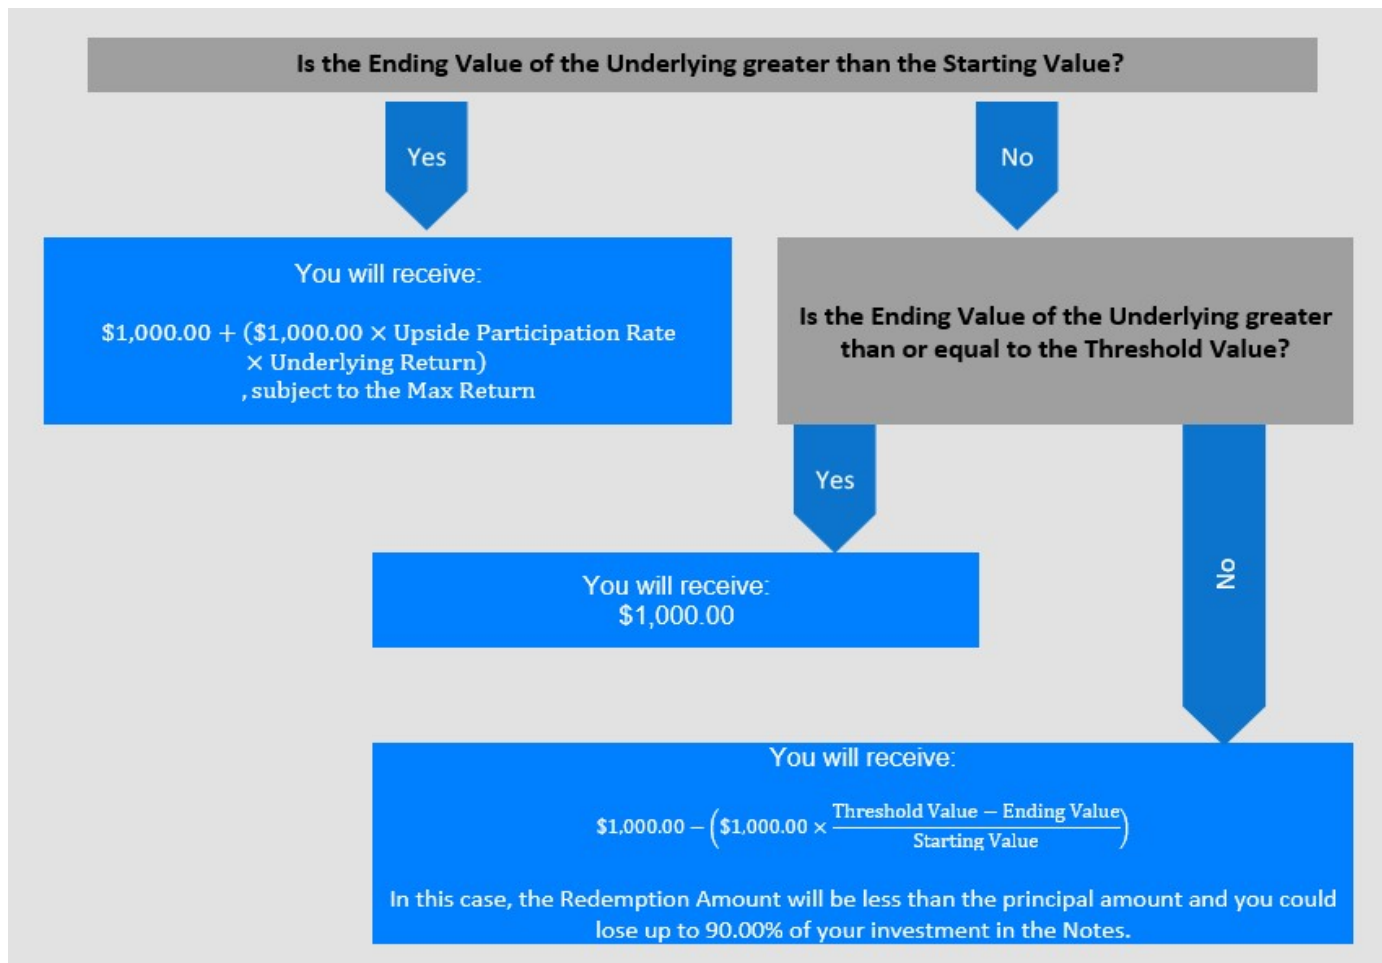 Is the Ending Value of the Underlying greater than the Starting Value?
Yes
No
You will receive:
$1,000.00 + ($1,000.00 × Upside Participation Rate
× Underlying Return)
, subject to the Max Return
Is the Ending Value of the Underlying greater
than or equal to the Threshold Value?
Yes
No
You will receive:
$1,000.00
You will receive:
$1,000.00 − ($1,000.00 × Threshold Value − Ending Value / Starting Value)
In this case, the Redemption Amount will be less than the principal amount and you could
lose up to 90.00% of your investment in the Notes.